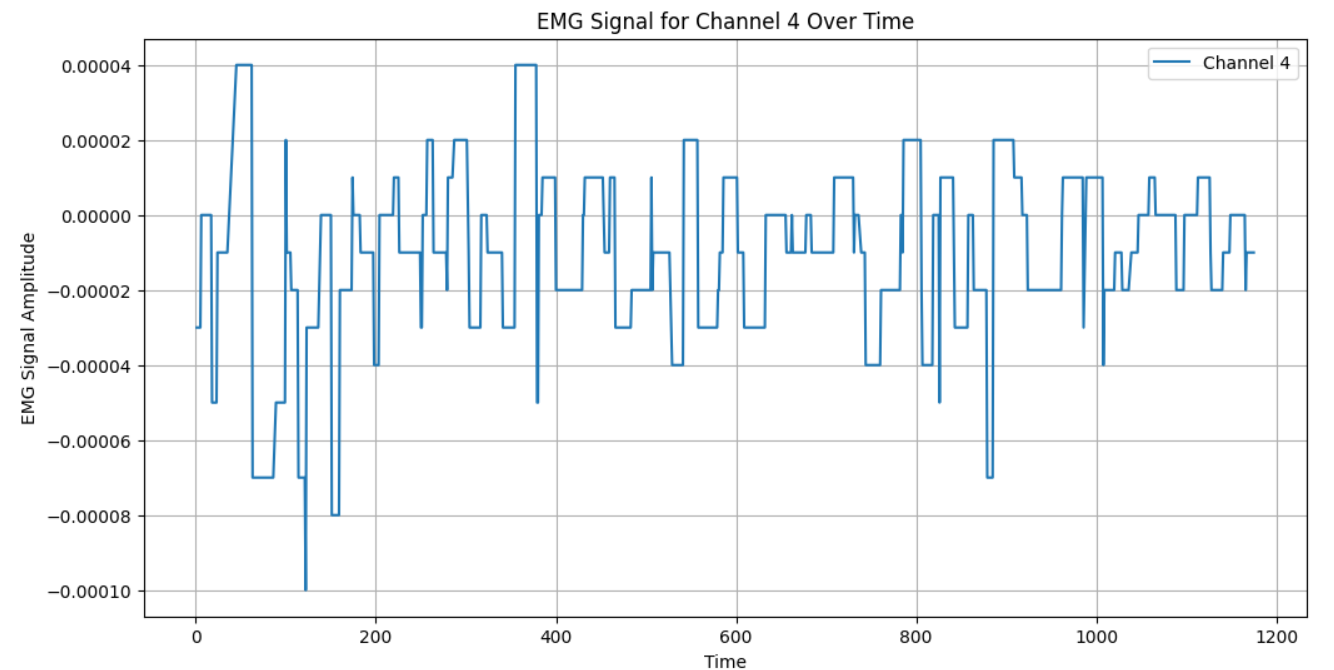 EMG Signal for Channel 4 Over Time
Channel 4
EMG Signal Amplitude
0.00004
0.00002
0.00000
−0.00002
−0.00004
−0.00006
−0.00008
−0.00010
0 200 400 600 800 1000 1200
Time